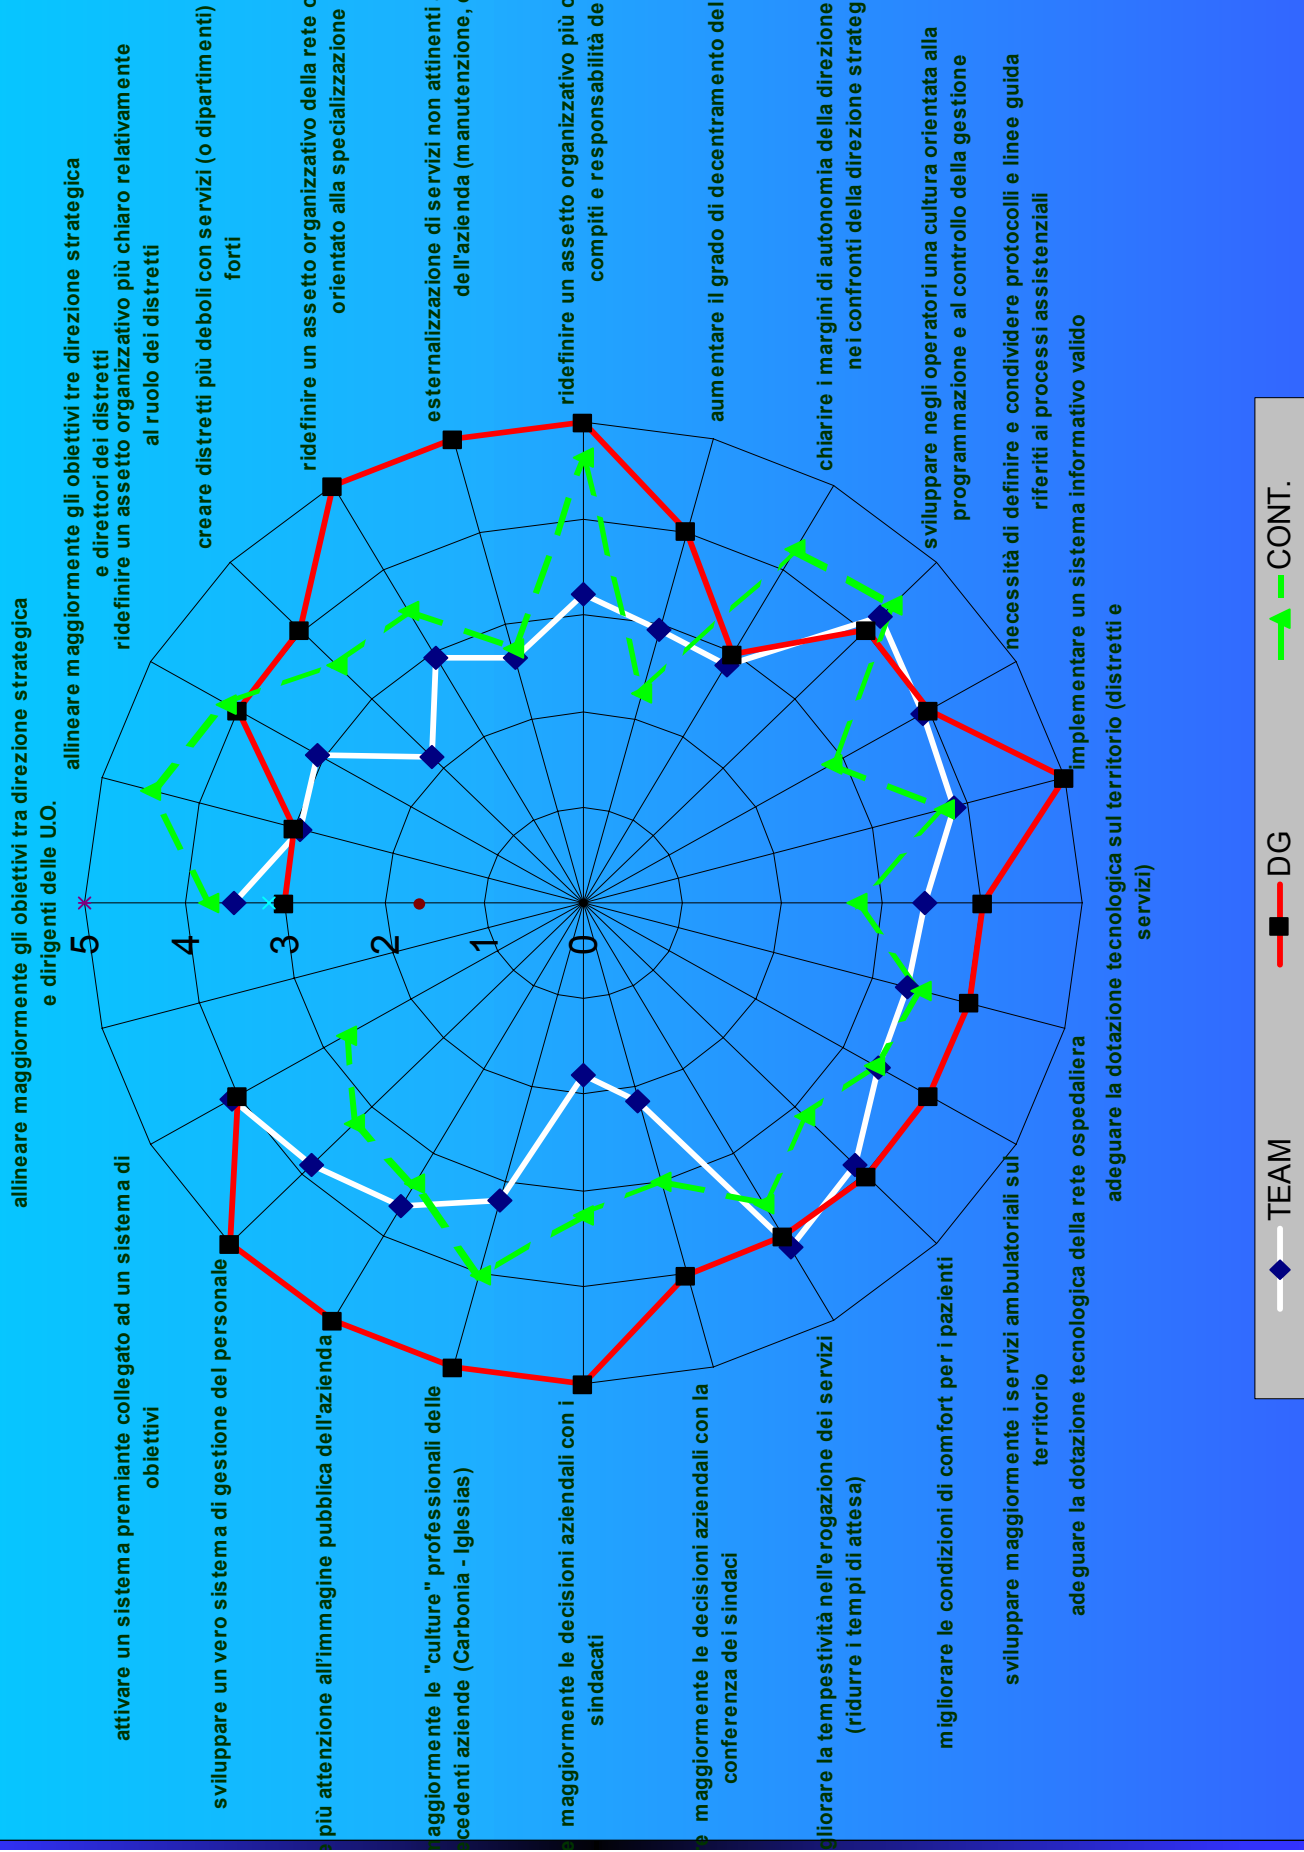 allineare maggiormente gli obiettivi tra direzione strategica
e dirigenti delle U.O.
allineare maggiormente gli obiettivi tre direzione strategica
e direttori dei distretti
ridefinire un assetto organizzativo più chiaro relativamente
al ruolo dei distretti
creare distretti più deboli con servizi (o dipartimenti)
forti
ridefinire un assetto organizzativo della rete
orientato alla specializzazione
esternalizzazione di servizi non attinenti
dell'azienda (manutenzione,
ridefinire un assetto organizzativo più
compiti e responsabilità
aumentare il grado di decentramento del
chiarire i margini di autonomia della direzione
nei confronti della direzione
sviluppare negli operatori una cultura orientata alla
programmazione e al controllo della gestione
necessità di definire e condividere protocolli e linee guida
riferiti ai processi assistenziali
implementare un sistema informativo valido
adeguare la dotazione tecnologica sul territorio (distretti e
servizi)
adeguare la dotazione tecnologica della rete ospedaliera
sviluppare maggiormente i servizi ambulatoriali sul
territorio
migliorare le condizioni di comfort per i pazienti
la tempestività nell'erogazione dei servizi
(ridurre i tempi di attesa)
maggiormente le decisioni aziendali con la
conferenza dei sindaci
maggiormente le decisioni aziendali con i
sindacati
le "culture" professionali delle
aziende (Carbonia - Iglesias)
più attenzione all'immagine pubblica dell'azienda
sviluppare un vero sistema di gestione del personale
attivare un sistema premiante collegato ad un sistema di
obiettivi
5
4
3
2
1
0
TEAM
DG
CONT.